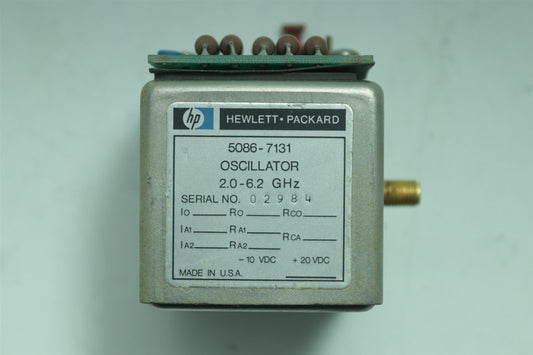 hp HEWLETT • PACKARD
5086-7131
OSCILLATOR
2.0-6.2 GHz
SERIAL NO. 02984
IO RO RCO
IA1 RA1 RCA
IA2 RA2
-10 VDC +20 VDC
MADE IN U.S.A.